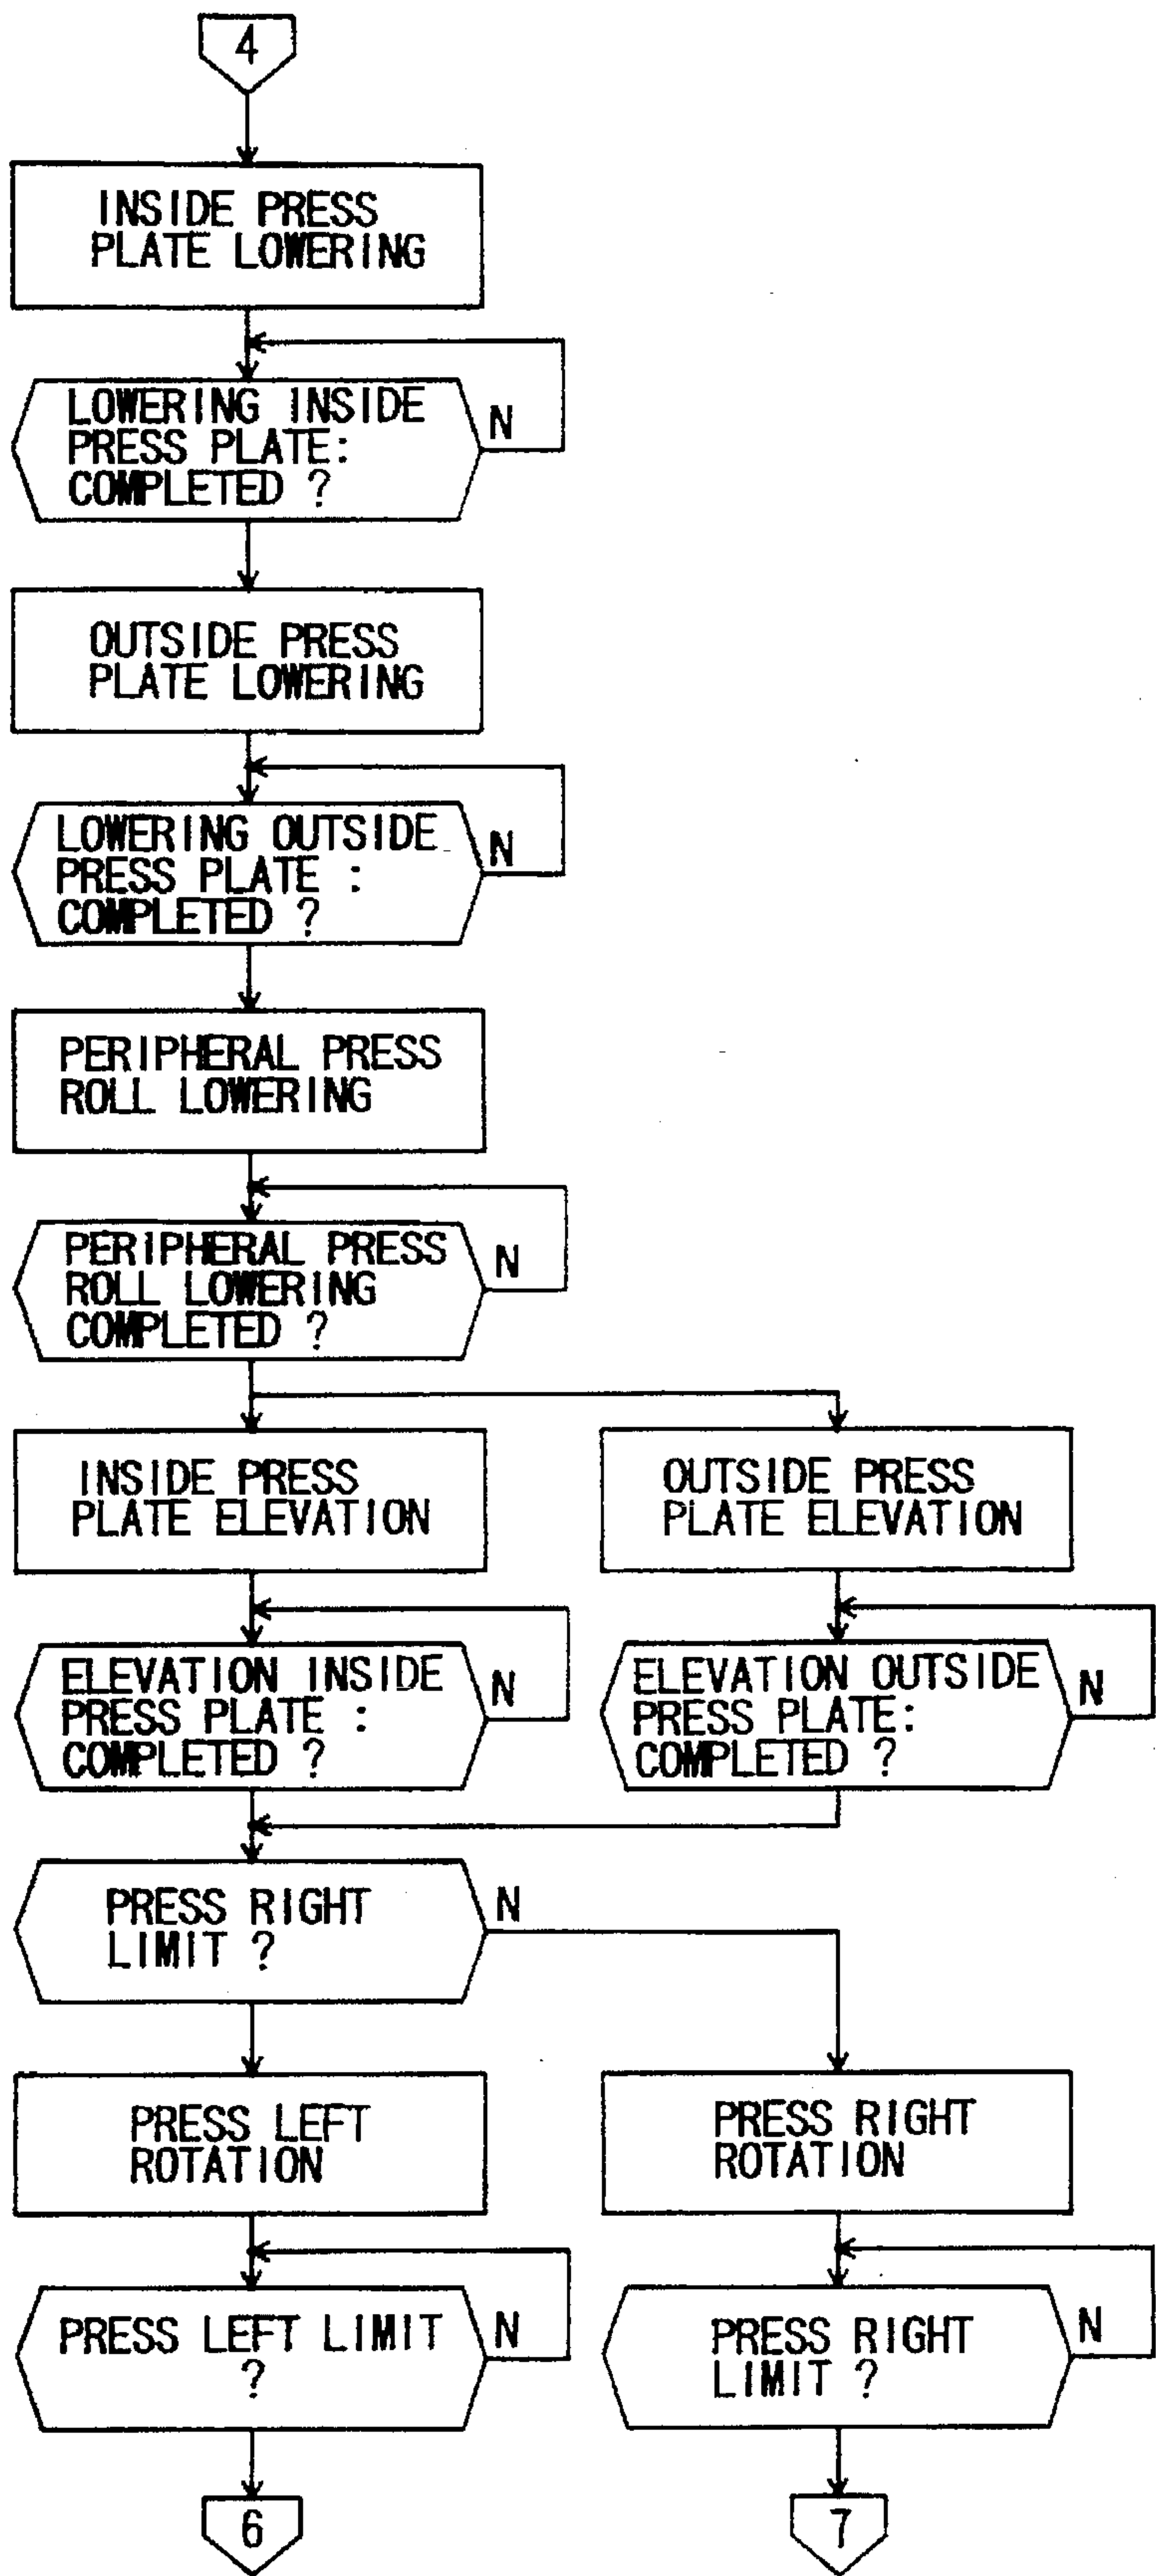 4
INSIDE PRESS
PLATE LOWERING
LOWERING INSIDE
PRESS PLATE:
COMPLETED ?
N
OUTSIDE PRESS
PLATE LOWERING
LOWERING OUTSIDE
PRESS PLATE :
COMPLETED ?
N
PERIPHERAL PRESS
ROLL LOWERING
PERIPHERAL PRESS
ROLL LOWERING
COMPLETED ?
N
INSIDE PRESS
PLATE ELEVATION
OUTSIDE PRESS
PLATE ELEVATION
ELEVATION INSIDE
PRESS PLATE :
COMPLETED ?
N
ELEVATION OUTSIDE
PRESS PLATE:
COMPLETED ?
N
PRESS RIGHT
LIMIT ?
N
PRESS LEFT
ROTATION
PRESS RIGHT
ROTATION
PRESS LEFT LIMIT
?
N
PRESS RIGHT
LIMIT ?
N
6
7